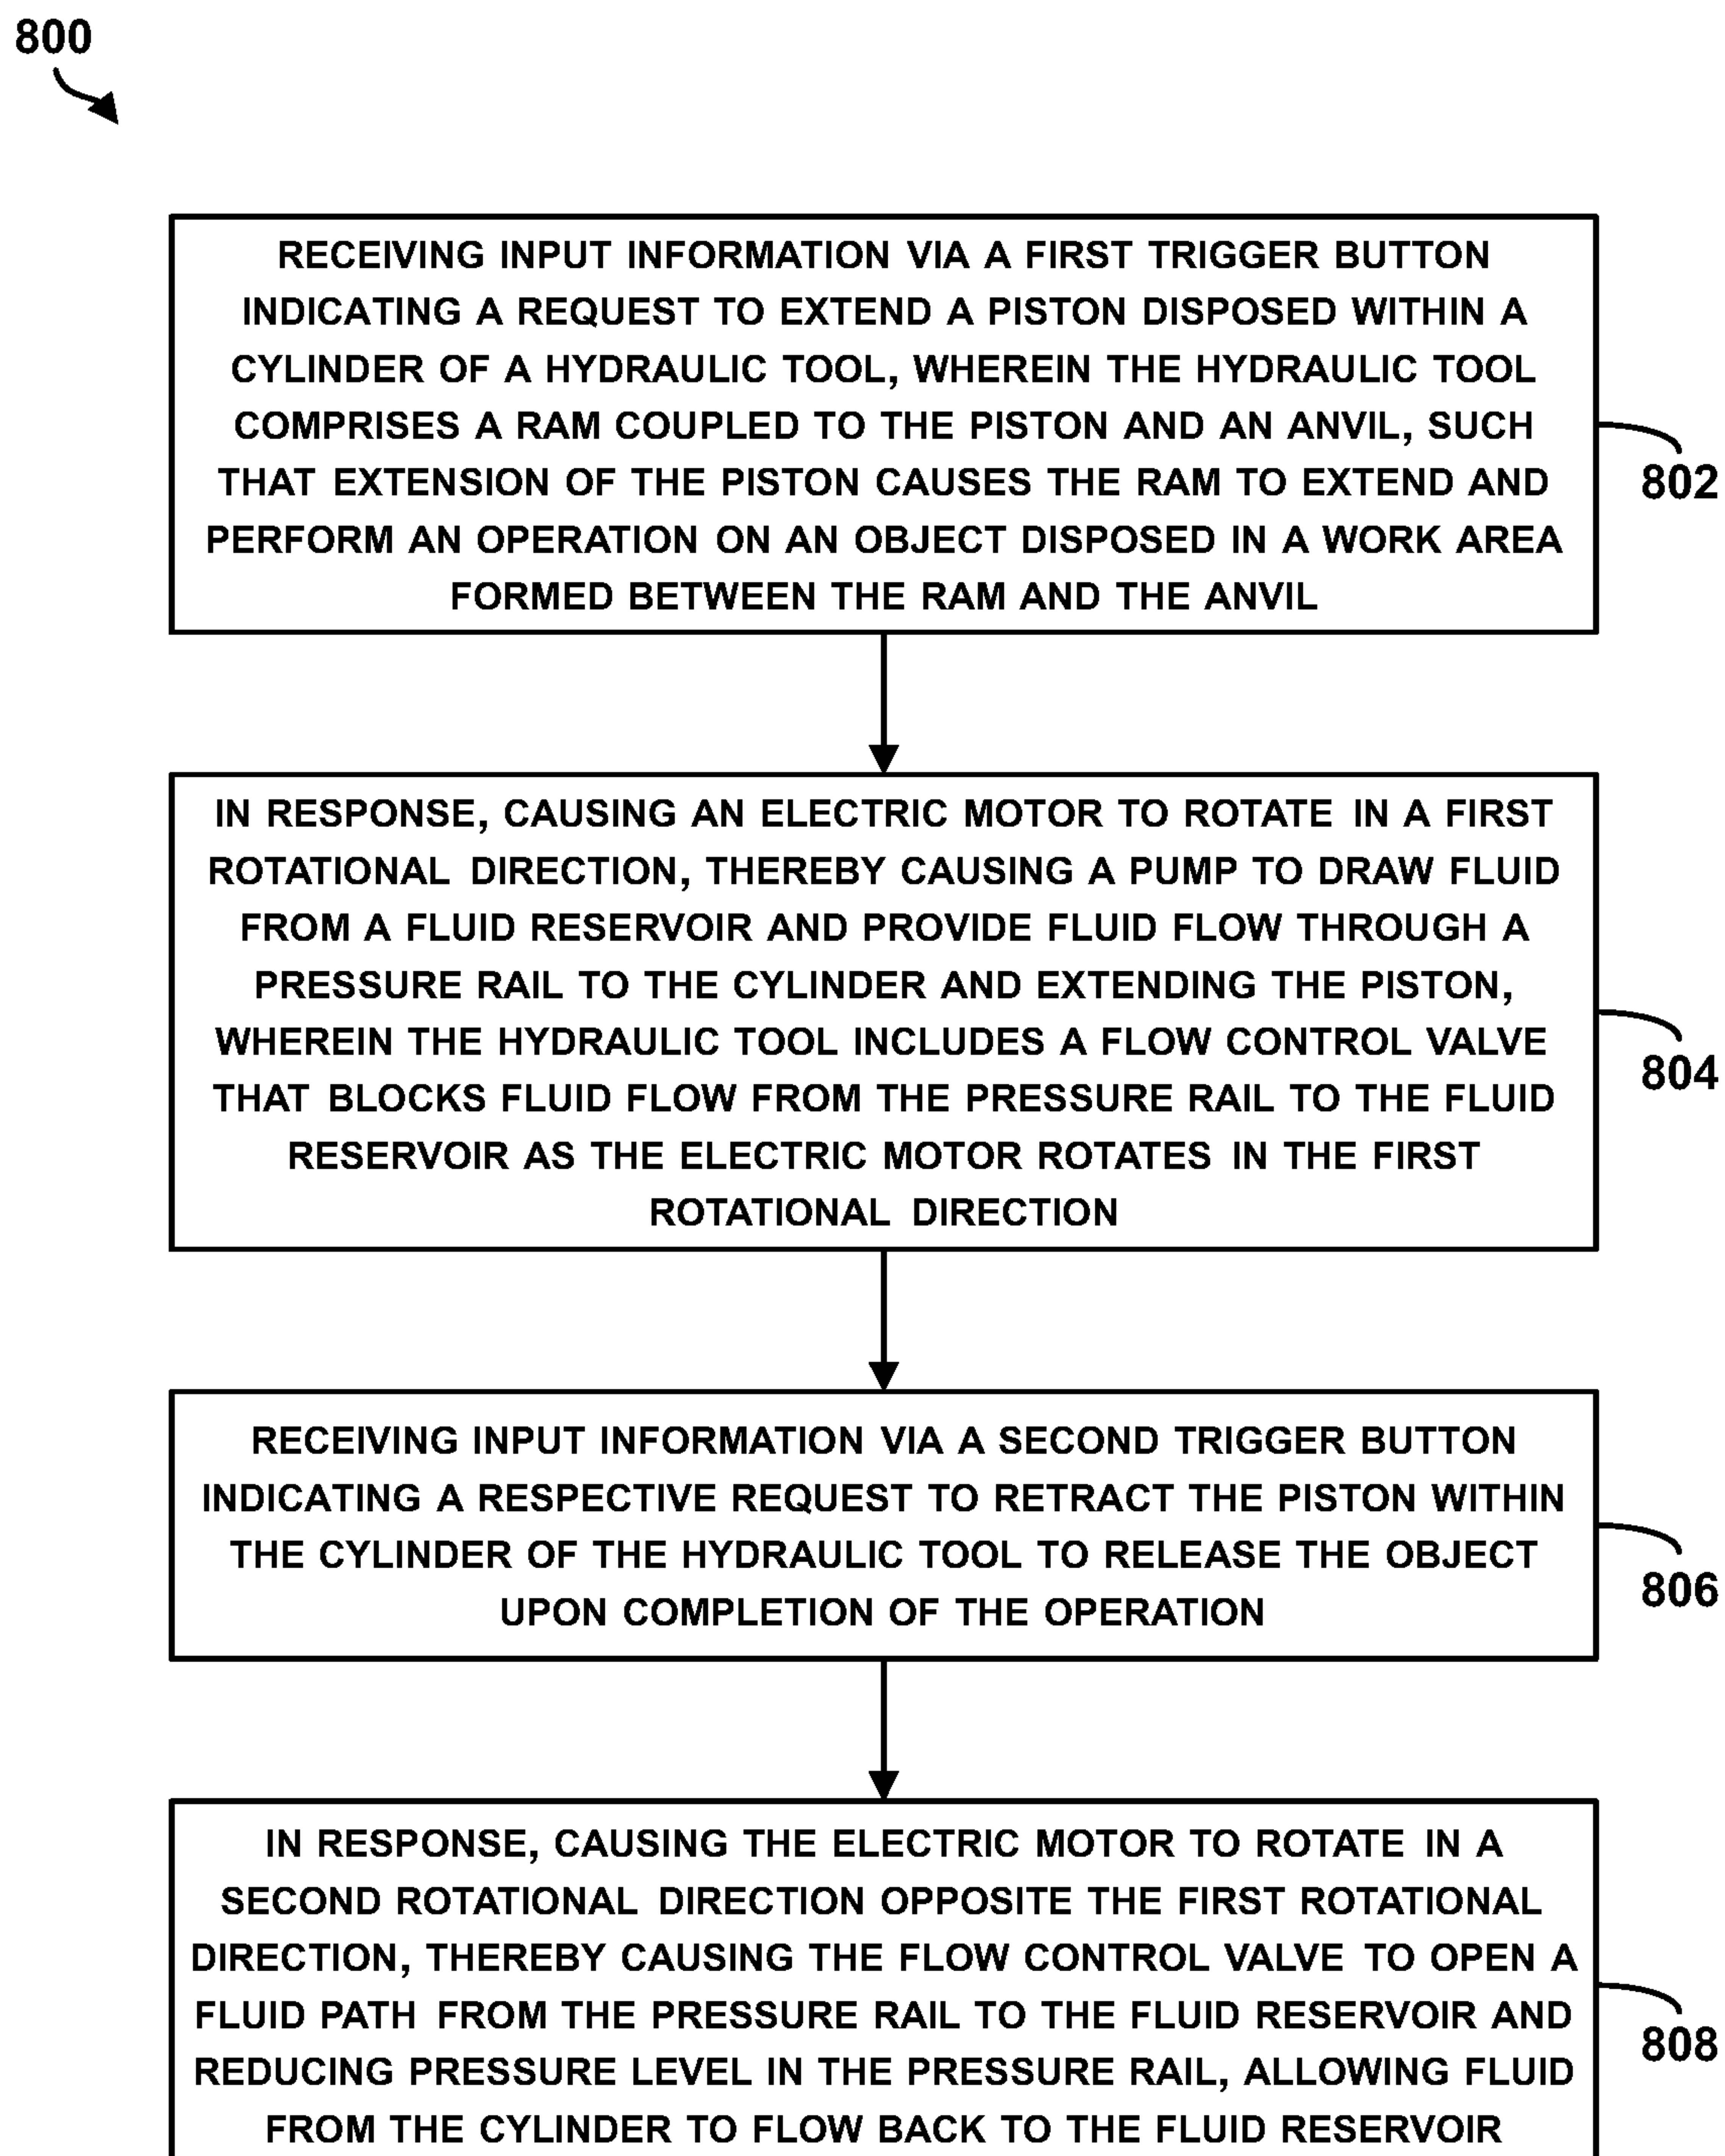 800
RECEIVING INPUT INFORMATION VIA A FIRST TRIGGER BUTTON
INDICATING A REQUEST TO EXTEND A PISTON DISPOSED WITHIN A
CYLINDER OF A HYDRAULIC TOOL, WHEREIN THE HYDRAULIC TOOL
COMPRISES A RAM COUPLED TO THE PISTON AND AN ANVIL, SUCH
THAT EXTENSION OF THE PISTON CAUSES THE RAM TO EXTEND AND
PERFORM AN OPERATION ON AN OBJECT DISPOSED IN A WORK AREA
FORMED BETWEEN THE RAM AND THE ANVIL
802
IN RESPONSE, CAUSING AN ELECTRIC MOTOR TO ROTATE IN A FIRST
ROTATIONAL DIRECTION, THEREBY CAUSING A PUMP TO DRAW FLUID
FROM A FLUID RESERVOIR AND PROVIDE FLUID FLOW THROUGH A
PRESSURE RAIL TO THE CYLINDER AND EXTENDING THE PISTON,
WHEREIN THE HYDRAULIC TOOL INCLUDES A FLOW CONTROL VALVE
THAT BLOCKS FLUID FLOW FROM THE PRESSURE RAIL TO THE FLUID
RESERVOIR AS THE ELECTRIC MOTOR ROTATES IN THE FIRST
ROTATIONAL DIRECTION
804
RECEIVING INPUT INFORMATION VIA A SECOND TRIGGER BUTTON
INDICATING A RESPECTIVE REQUEST TO RETRACT THE PISTON WITHIN
THE CYLINDER OF THE HYDRAULIC TOOL TO RELEASE THE OBJECT
UPON COMPLETION OF THE OPERATION
806
IN RESPONSE, CAUSING THE ELECTRIC MOTOR TO ROTATE IN A
SECOND ROTATIONAL DIRECTION OPPOSITE THE FIRST ROTATIONAL
DIRECTION, THEREBY CAUSING THE FLOW CONTROL VALVE TO OPEN A
FLUID PATH FROM THE PRESSURE RAIL TO THE FLUID RESERVOIR AND
REDUCING PRESSURE LEVEL IN THE PRESSURE RAIL, ALLOWING FLUID
FROM THE CYLINDER TO FLOW BACK TO THE FLUID RESERVOIR
808